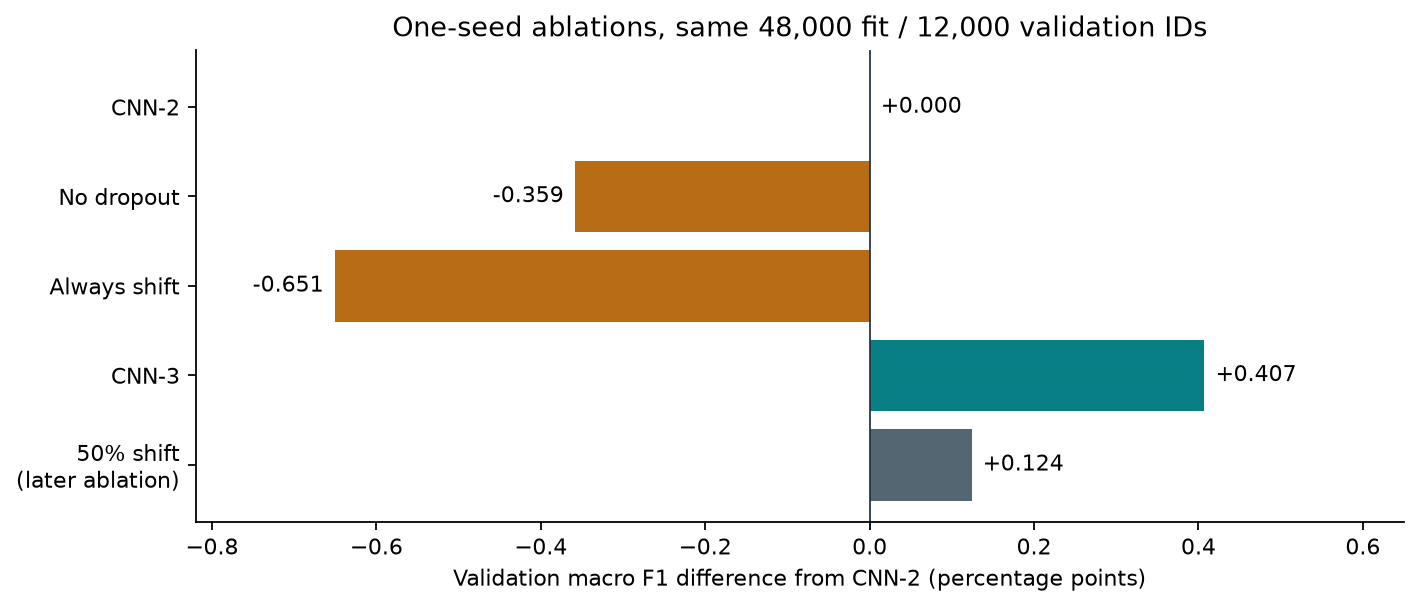 One-seed ablations, same 48,000 fit / 12,000 validation IDs
CNN-2
+0.000
No dropout
-0.359
Always shift
-0.651
CNN-3
+0.407
50% shift
(later ablation)
+0.124
−0.8
−0.6
−0.4
−0.2
0.0
0.2
0.4
0.6
Validation macro F1 difference from CNN-2 (percentage points)